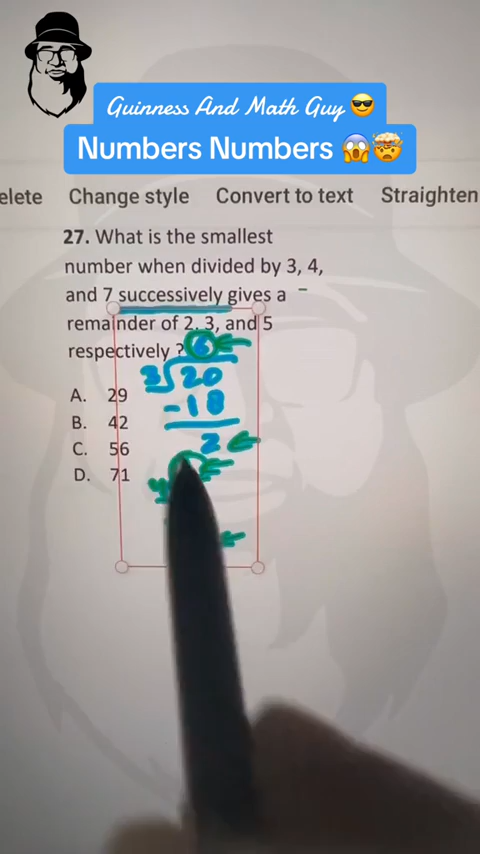 Guinness And Math Guy 😎
Numbers Numbers 😱🤯
elete Change style Convert to text Straighten
27. What is the smallest
number when divided by 3, 4,
and 7 successively gives a
remainder of 2, 3, and 5
respectively ?
A. 29
B. 42
C. 56
D. 71
6
3 20
-18
2
4